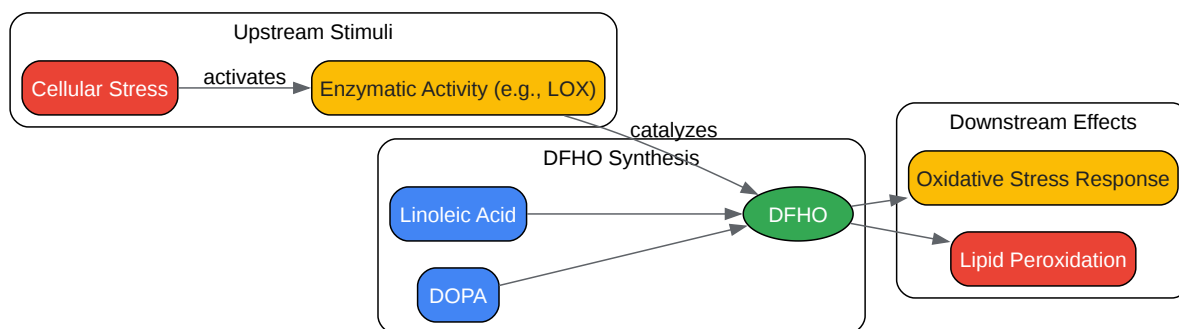 Upstream Stimuli
Cellular Stress
activates
Enzymatic Activity (e.g., LOX)
catalyzes
DFHO Synthesis
Linoleic Acid
DOPA
DFHO
Downstream Effects
Oxidative Stress Response
Lipid Peroxidation